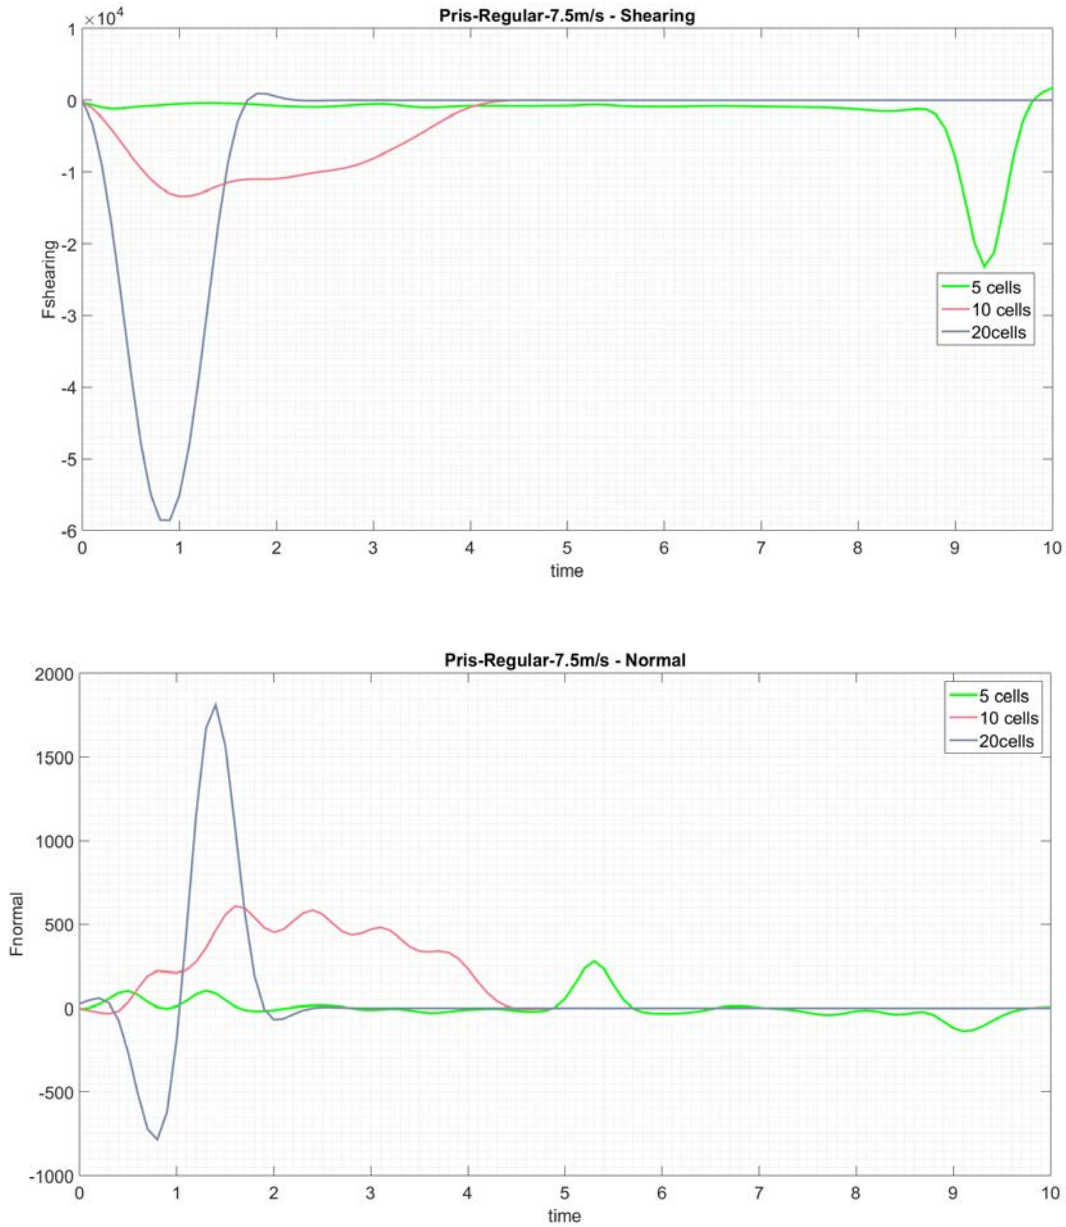 Pris-Regular-7.5m/s - Shearing
×10⁴
1
0
-1
-2
-3
-4
-5
-6
Fshearing
5 cells
10 cells
20cells
0 1 2 3 4 5 6 7 8 9 10
time
Pris-Regular-7.5m/s - Normal
2000
1500
1000
500
0
-500
-1000
Fnormal
5 cells
10 cells
20cells
0 1 2 3 4 5 6 7 8 9 10
time